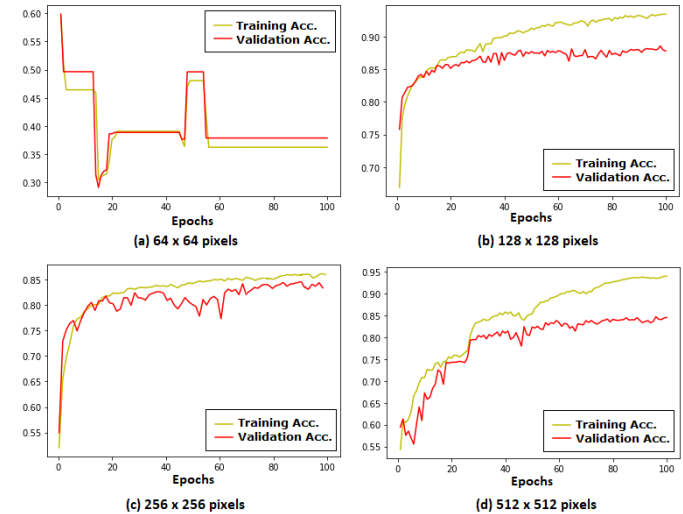 0.60
0.55
0.50
0.45
0.40
0.35
0.30
0 20 40 60 80 100
Training Acc.
Validation Acc.
Epochs
(a) 64 x 64 pixels
0.90
0.85
0.80
0.75
0.70
0 20 40 60 80 100
Training Acc.
Validation Acc.
Epochs
(b) 128 x 128 pixels
0.85
0.80
0.75
0.70
0.65
0.60
0.55
0 20 40 60 80 100
Training Acc.
Validation Acc.
Epochs
(c) 256 x 256 pixels
0.95
0.90
0.85
0.80
0.75
0.70
0.65
0.60
0.55
0 20 40 60 80 100
Training Acc.
Validation Acc.
Epochs
(d) 512 x 512 pixels